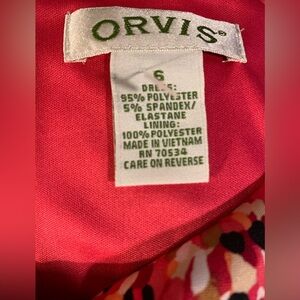 ORVIS®
6
DRESS:
95% POLYESTER
5% SPANDEX/
ELASTANE
LINING:
100% POLYESTER
MADE IN VIETNAM
RN 70534
CARE ON REVERSE